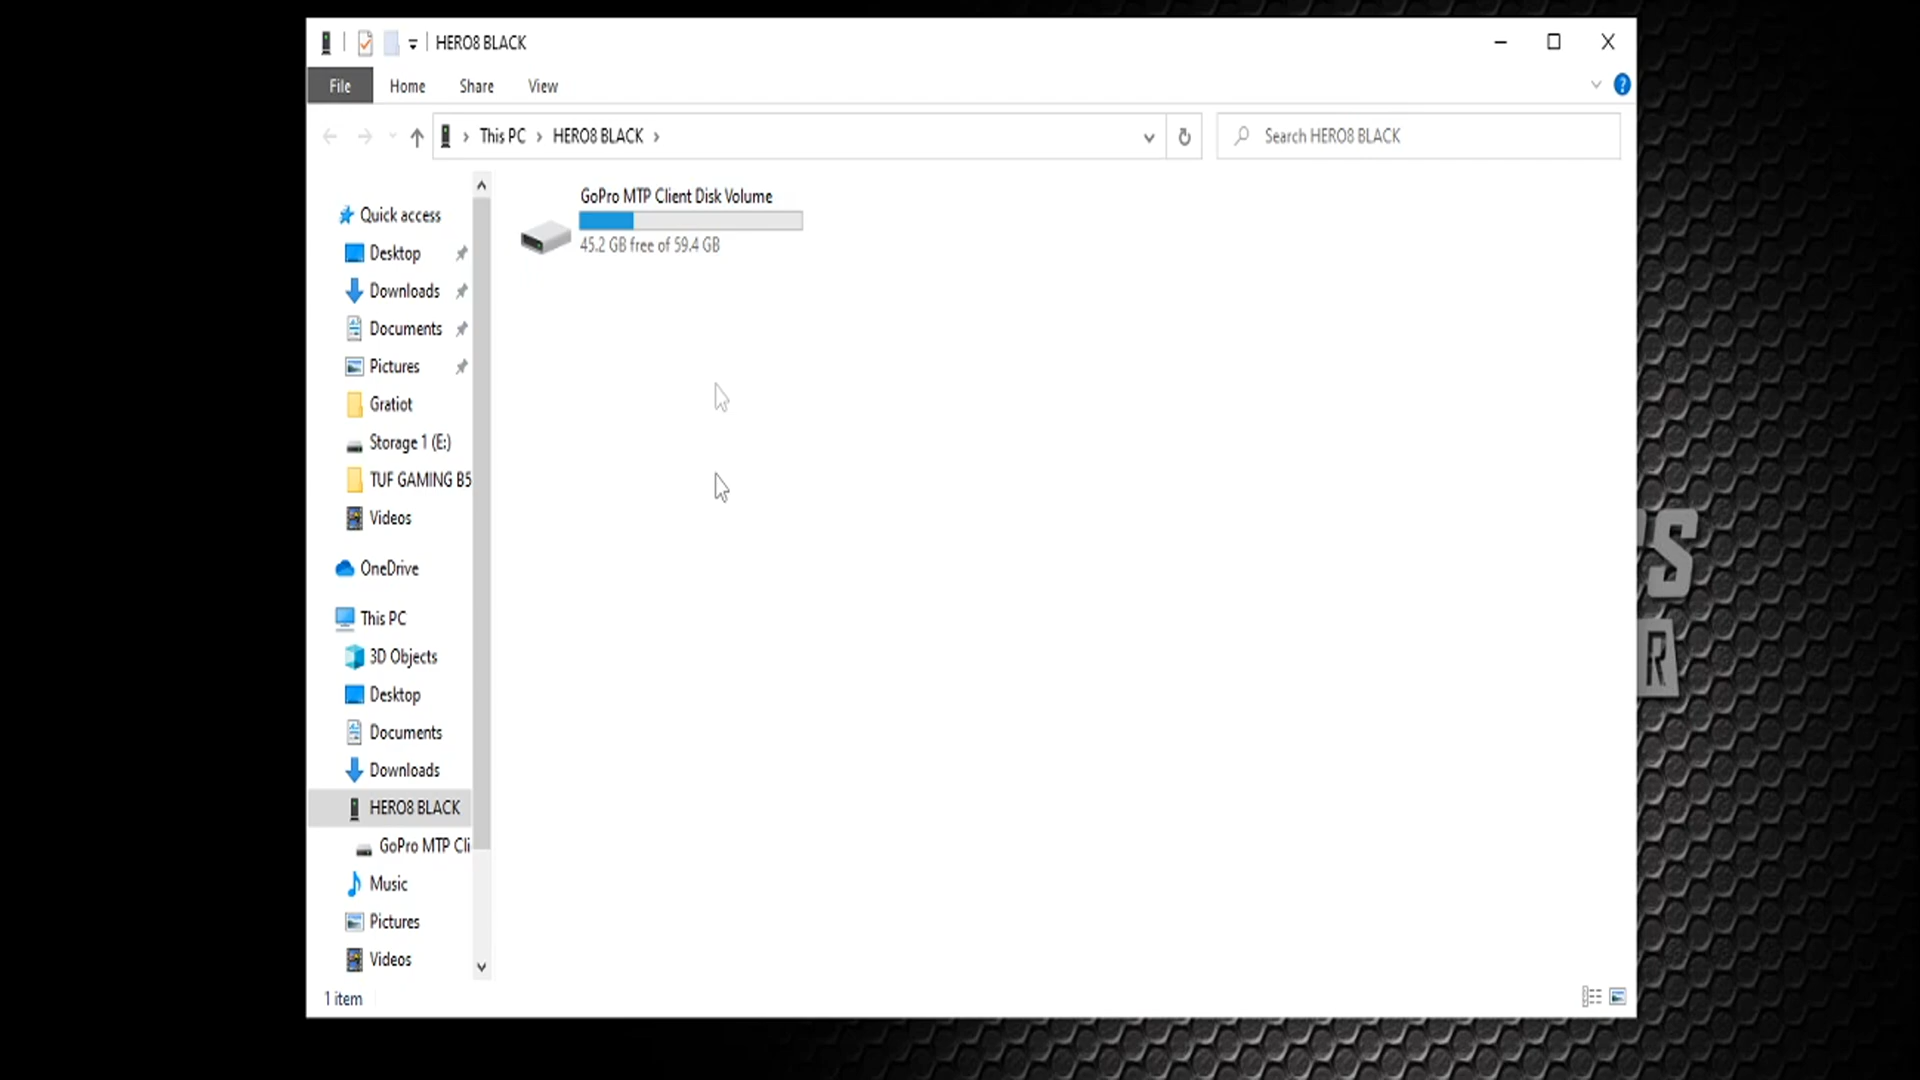 HERO8 BLACK
File Home Share View
This PC HERO8 BLACK
Search HERO8 BLACK
GoPro MTP Client Disk Volume
45.2 GB free of 59.4 GB
Quick access
Desktop
Downloads
Documents
Pictures
Gratiot
Storage 1 (E:)
TUF GAMING B5
Videos
OneDrive
This PC
3D Objects
Desktop
Documents
Downloads
HERO8 BLACK
GoPro MTP Cli
Music
Pictures
Videos
1 item
S
R